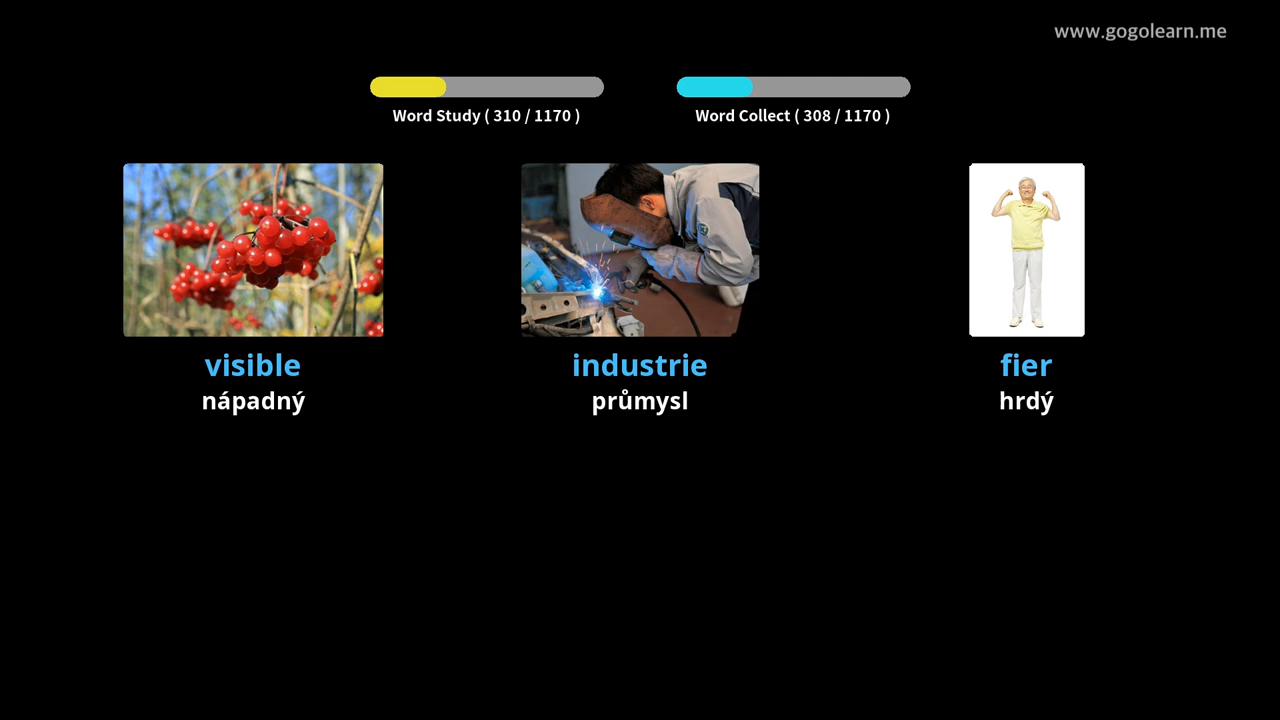 www.gogolearn.me
Word Study ( 310 / 1170 )
Word Collect ( 308 / 1170 )
visible
nápadný
industrie
průmysl
fier
hrdý